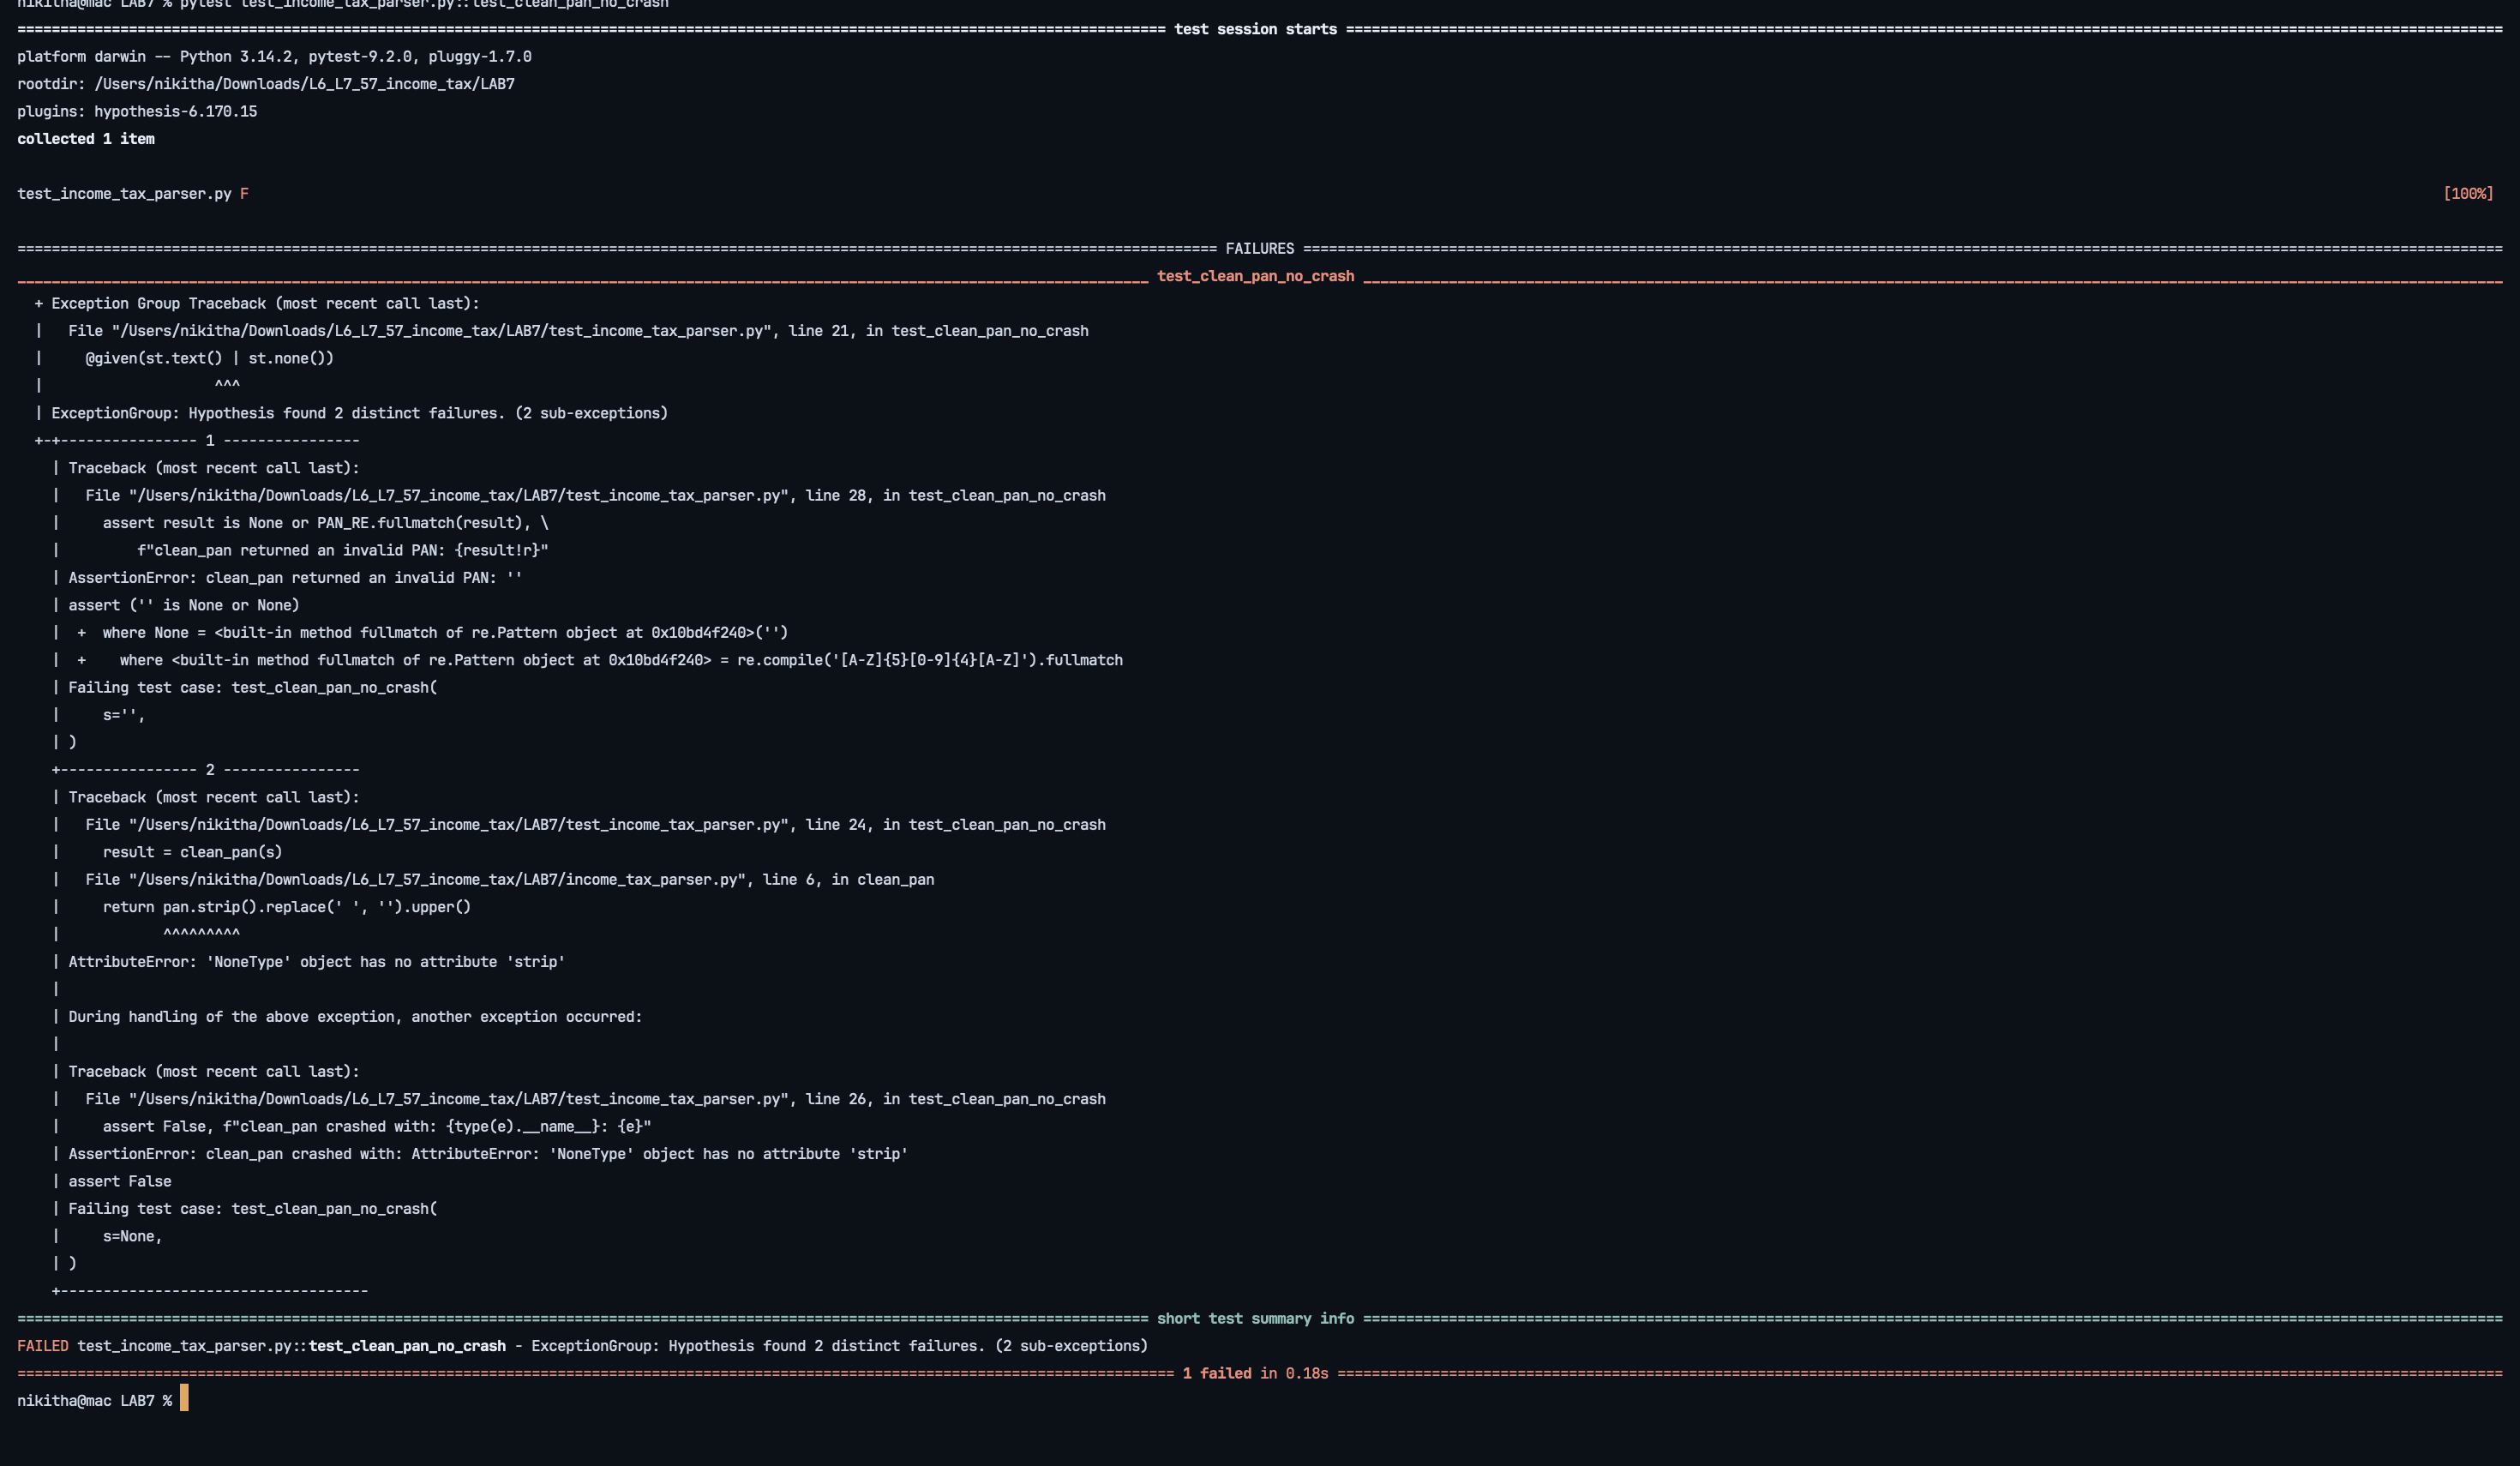 nikitha@mac LAB7 % pytest test_income_tax_parser.py::test_clean_pan_no_crash
============================= test session starts =============================
platform darwin -- Python 3.14.2, pytest-9.2.0, pluggy-1.7.0
rootdir: /Users/nikitha/Downloads/L6_L7_57_income_tax/LAB7
plugins: hypothesis-6.170.15
collected 1 item

test_income_tax_parser.py F [100%]

============================= FAILURES =============================
_____________________________ test_clean_pan_no_crash _____________________________
  + Exception Group Traceback (most recent call last):
  |   File "/Users/nikitha/Downloads/L6_L7_57_income_tax/LAB7/test_income_tax_parser.py", line 21, in test_clean_pan_no_crash
  |     @given(st.text() | st.none())
  |                    ^^^
  | ExceptionGroup: Hypothesis found 2 distinct failures. (2 sub-exceptions)
  +-+---------------- 1 ----------------
    | Traceback (most recent call last):
    |   File "/Users/nikitha/Downloads/L6_L7_57_income_tax/LAB7/test_income_tax_parser.py", line 28, in test_clean_pan_no_crash
    |     assert result is None or PAN_RE.fullmatch(result), \
    |         f"clean_pan returned an invalid PAN: {result!r}"
    | AssertionError: clean_pan returned an invalid PAN: ''
    | assert ('' is None or None)
    |  +  where None = <built-in method fullmatch of re.Pattern object at 0x10bd4f240>('')
    |  +    where <built-in method fullmatch of re.Pattern object at 0x10bd4f240> = re.compile('[A-Z]{5}[0-9]{4}[A-Z]').fullmatch
    | Failing test case: test_clean_pan_no_crash(
    |     s='',
    | )
    +---------------- 2 ----------------
    | Traceback (most recent call last):
    |   File "/Users/nikitha/Downloads/L6_L7_57_income_tax/LAB7/test_income_tax_parser.py", line 24, in test_clean_pan_no_crash
    |     result = clean_pan(s)
    |   File "/Users/nikitha/Downloads/L6_L7_57_income_tax/LAB7/income_tax_parser.py", line 6, in clean_pan
    |     return pan.strip().replace(' ', '').upper()
    |            ^^^^^^^^^
    | AttributeError: 'NoneType' object has no attribute 'strip'
    |
    | During handling of the above exception, another exception occurred:
    |
    | Traceback (most recent call last):
    |   File "/Users/nikitha/Downloads/L6_L7_57_income_tax/LAB7/test_income_tax_parser.py", line 26, in test_clean_pan_no_crash
    |     assert False, f"clean_pan crashed with: {type(e).__name__}: {e}"
    | AssertionError: clean_pan crashed with: AttributeError: 'NoneType' object has no attribute 'strip'
    | assert False
    | Failing test case: test_clean_pan_no_crash(
    |     s=None,
    | )
    +------------------------------------
============================= short test summary info =============================
FAILED test_income_tax_parser.py::test_clean_pan_no_crash - ExceptionGroup: Hypothesis found 2 distinct failures. (2 sub-exceptions)
============================= 1 failed in 0.18s =============================
nikitha@mac LAB7 %